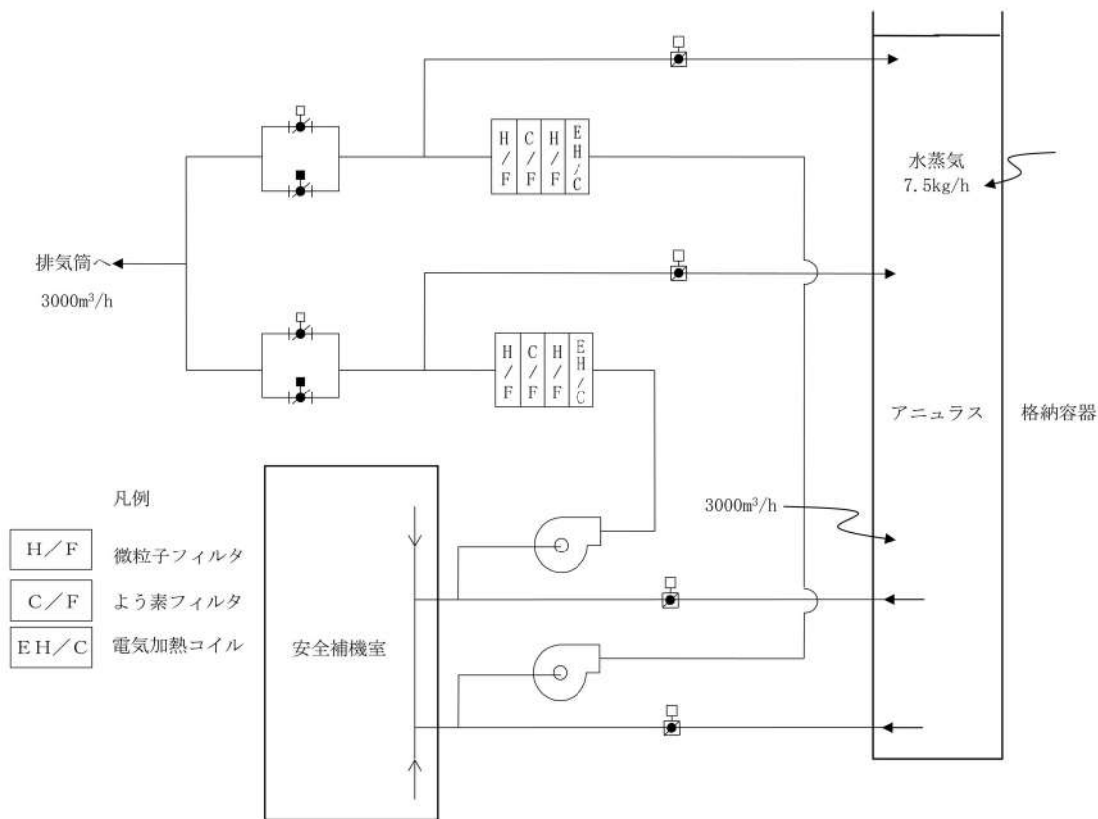 H/F
C/F
H/F
EH/C
水蒸気
7.5kg/h
排気筒へ
3000m³/h
H/F
C/F
H/F
EH/C
アニュラス
格納容器
3000m³/h
凡例
H/F
微粒子フィルタ
C/F
よう素フィルタ
EH/C
電気加熱コイル
安全補機室